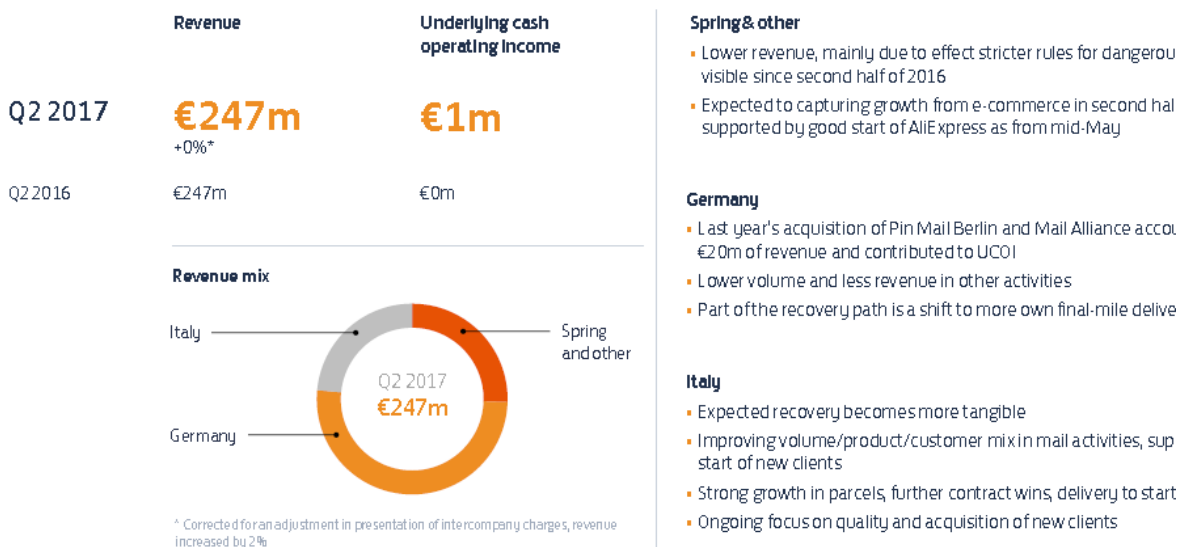 Revenue
Underlying cash
operating income
Q2 2017
€247m
€1m
+0%*
Q2 2016
€247m
€0m
Revenue mix
Italy
Spring
and other
Q2 2017
€247m
Germany
* Corrected for an adjustment in presentation of intercompany charges, revenue
increased by 2%
Spring & other
▪ Lower revenue, mainly due to effect stricter rules for
visible since second half of 2016
▪ Expected to capturing growth from e-commerce in second
supported by good start of AliExpress as from mid-May
Germany
▪ Last year's acquisition of Pin Mail Berlin and Mail Alliance
€20m of revenue and contributed to UCOI
▪ Lower volume and less revenue in other activities
▪ Part of the recovery path is a shift to more own final-mile
Italy
▪ Expected recovery becomes more tangible
▪ Improving volume/product/customer mix in mail activities,
start of new clients
▪ Strong growth in parcels, further contract wins, delivery to start
▪ Ongoing focus on quality and acquisition of new clients